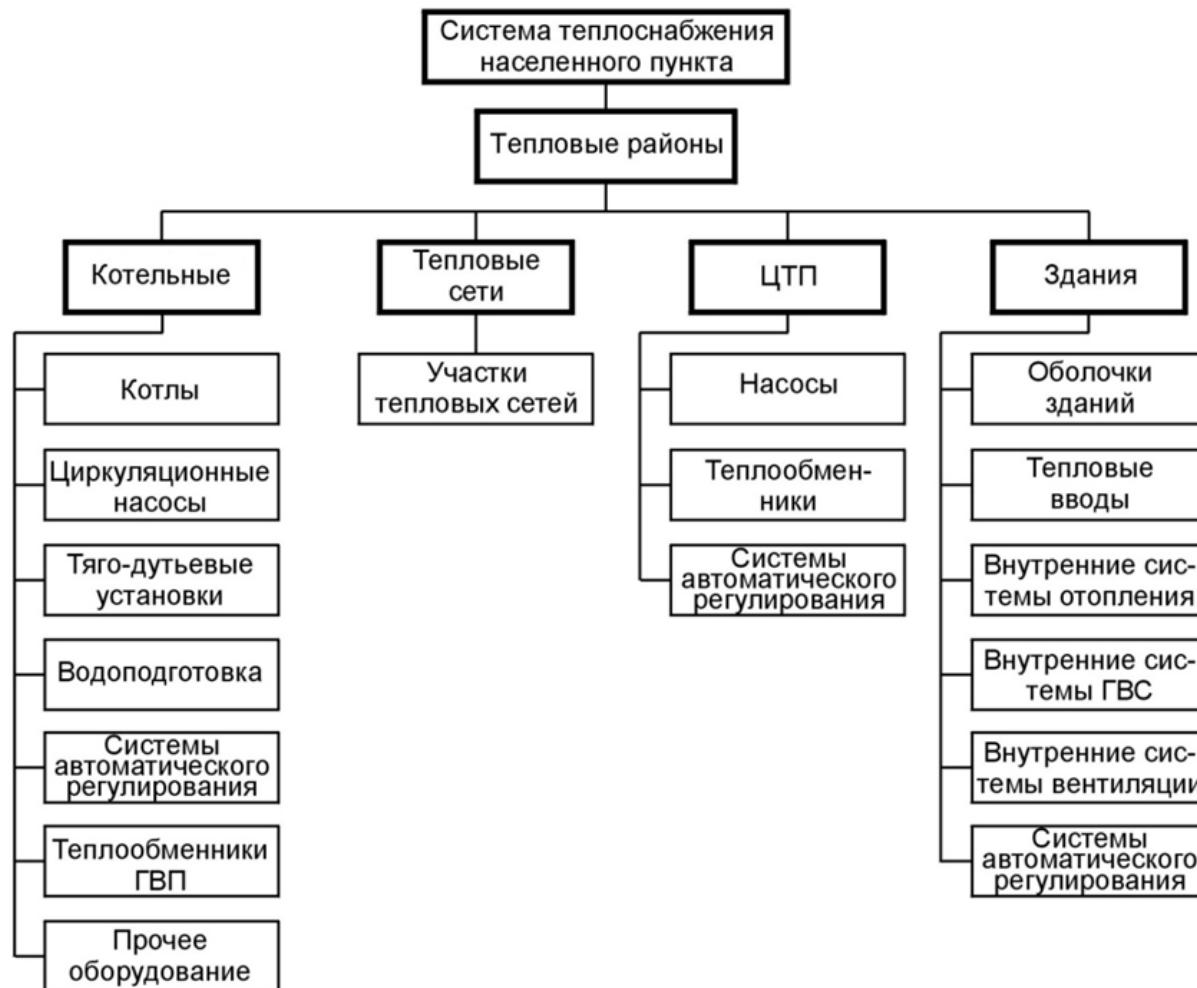 Система теплоснабжения
населенного пункта
Тепловые районы
Котельные
Тепловые
сети
ЦТП
Здания
Котлы
Циркуляционные
насосы
Тяго-дутьевые
установки
Водоподготовка
Системы
автоматического
регулирования
Теплообменники
ГВП
Прочее
оборудование
Участки
тепловых сетей
Насосы
Теплообмен-
ники
Системы
автоматического
регулирования
Оболочки
зданий
Тепловые
вводы
Внутренние сис-
темы отопления
Внутренние сис-
темы ГВС
Внутренние сис-
темы вентиляции
Системы
автоматического
регулирования